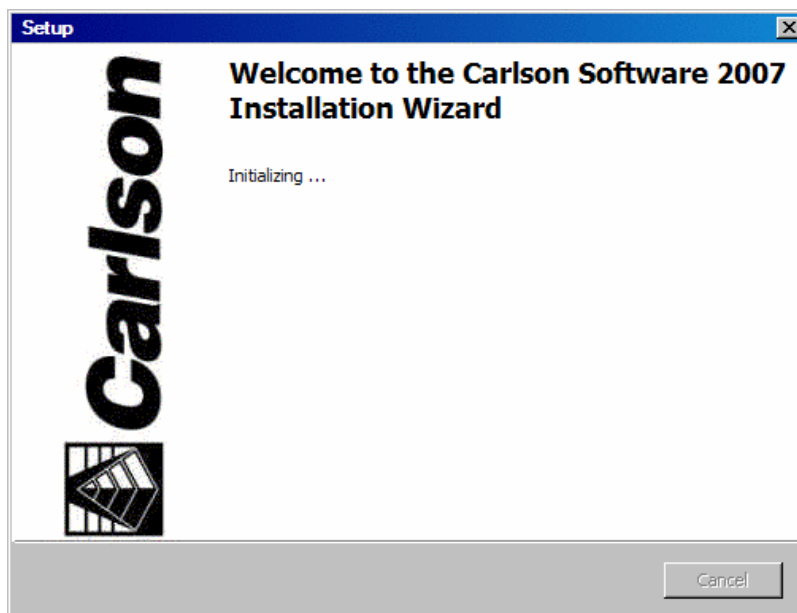 Setup
Welcome to the Carlson Software 2007
Installation Wizard
Initializing ...
Carlson
Cancel